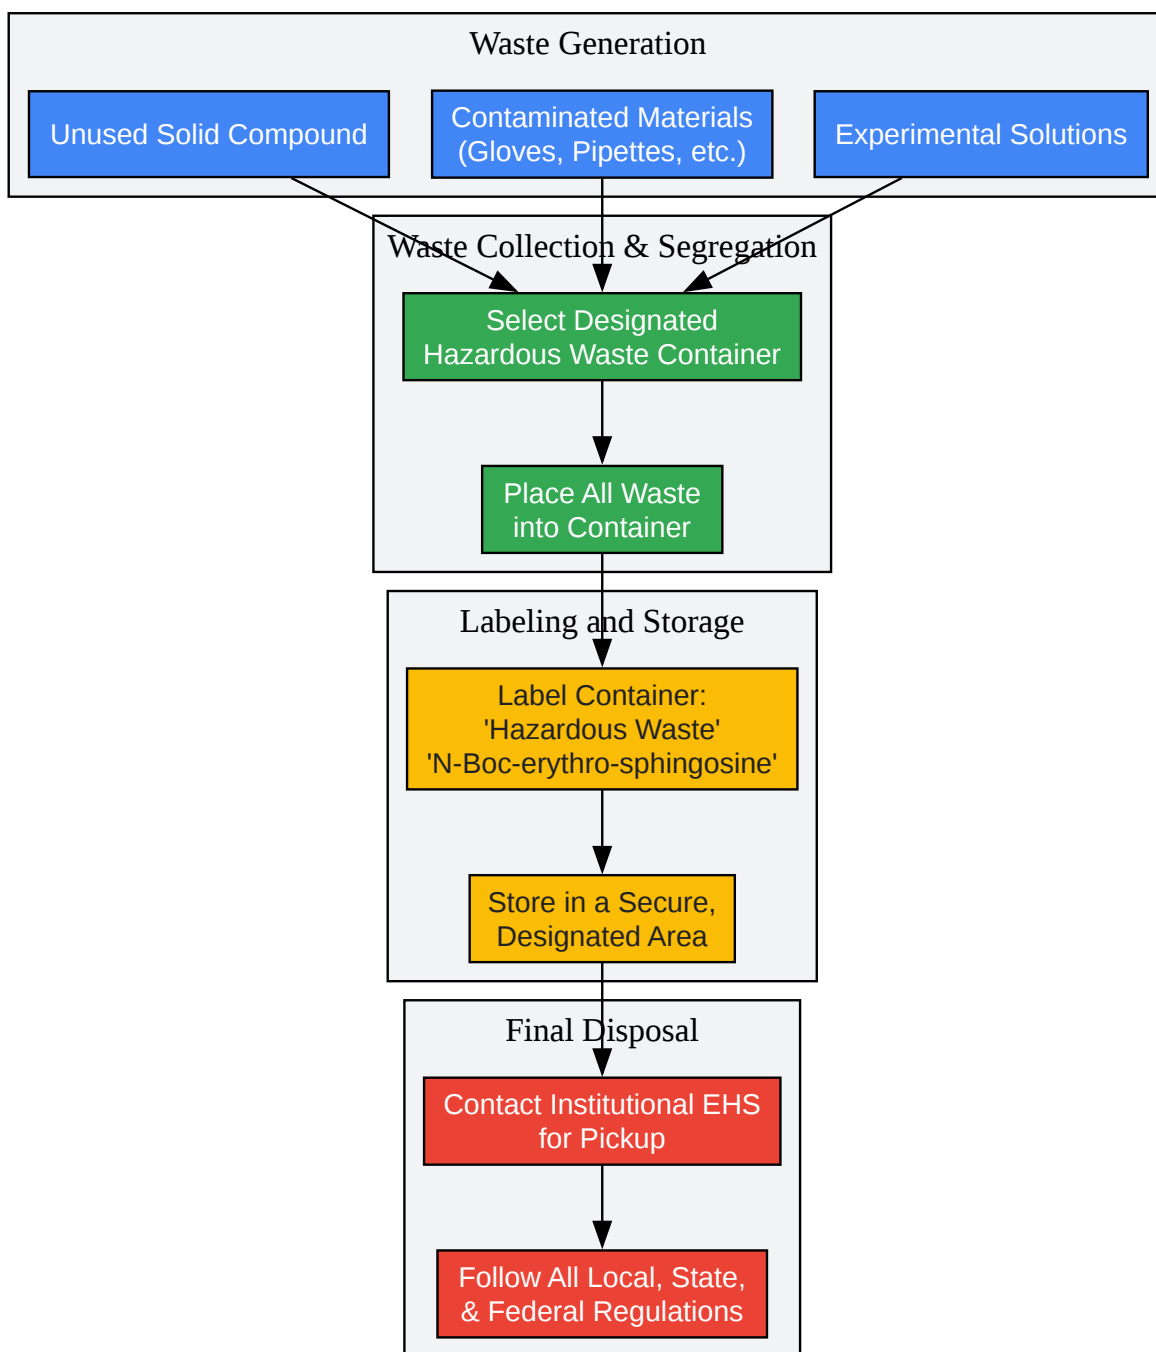 Waste Generation
Unused Solid Compound
Contaminated Materials
(Gloves, Pipettes, etc.)
Experimental Solutions
Waste Collection & Segregation
Select Designated
Hazardous Waste Container
Place All Waste
into Container
Labeling and Storage
Label Container:
'Hazardous Waste'
'N-Boc-erythro-sphingosine'
Store in a Secure,
Designated Area
Final Disposal
Contact Institutional EHS
for Pickup
Follow All Local, State,
& Federal Regulations